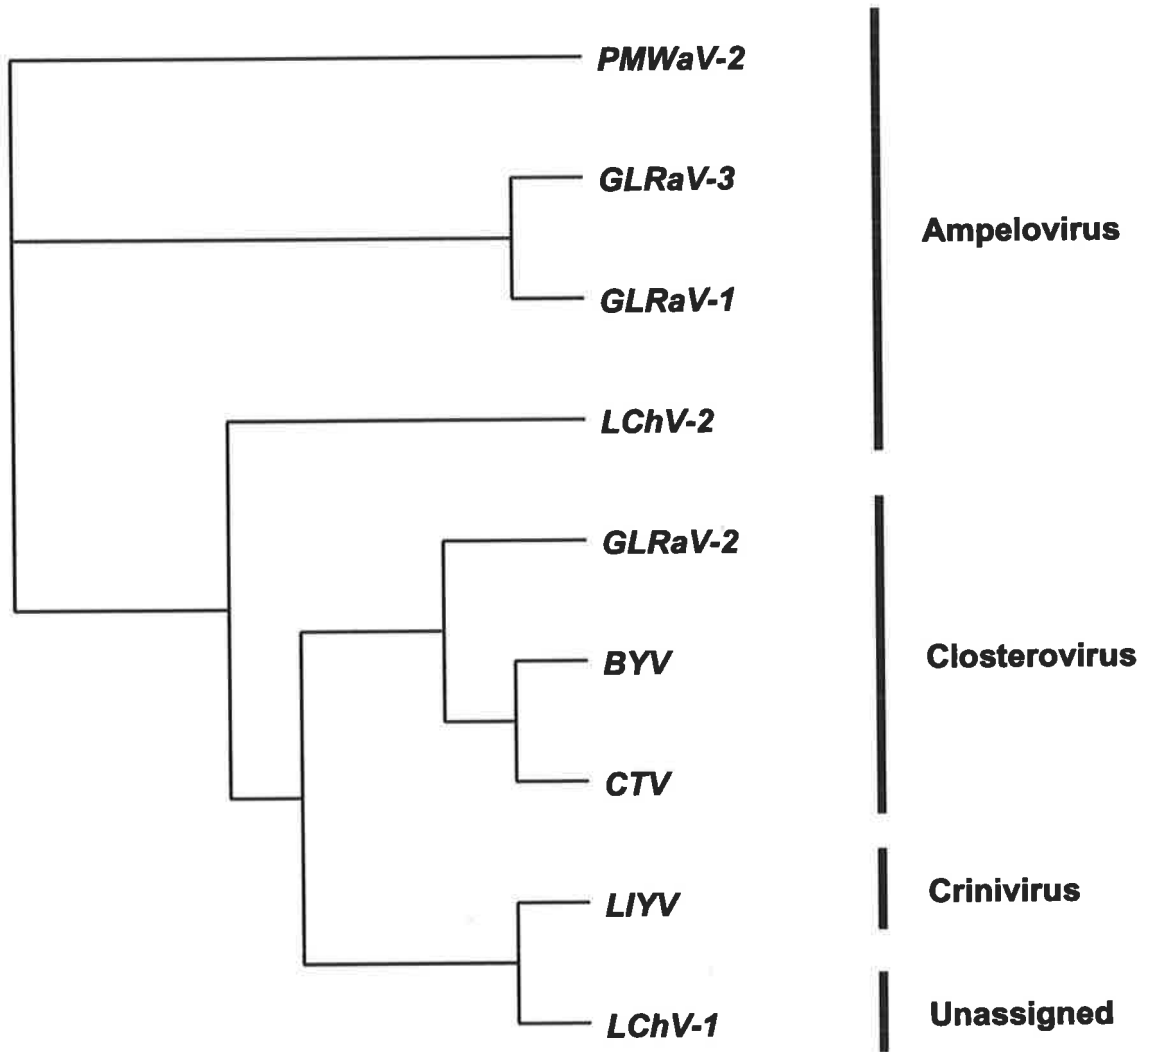 PMWaV-2
GLRaV-3
Ampelovirus
GLRaV-1
LChV-2
GLRaV-2
BYV
Closterovirus
CTV
LIYV
Crinivirus
LChV-1
Unassigned